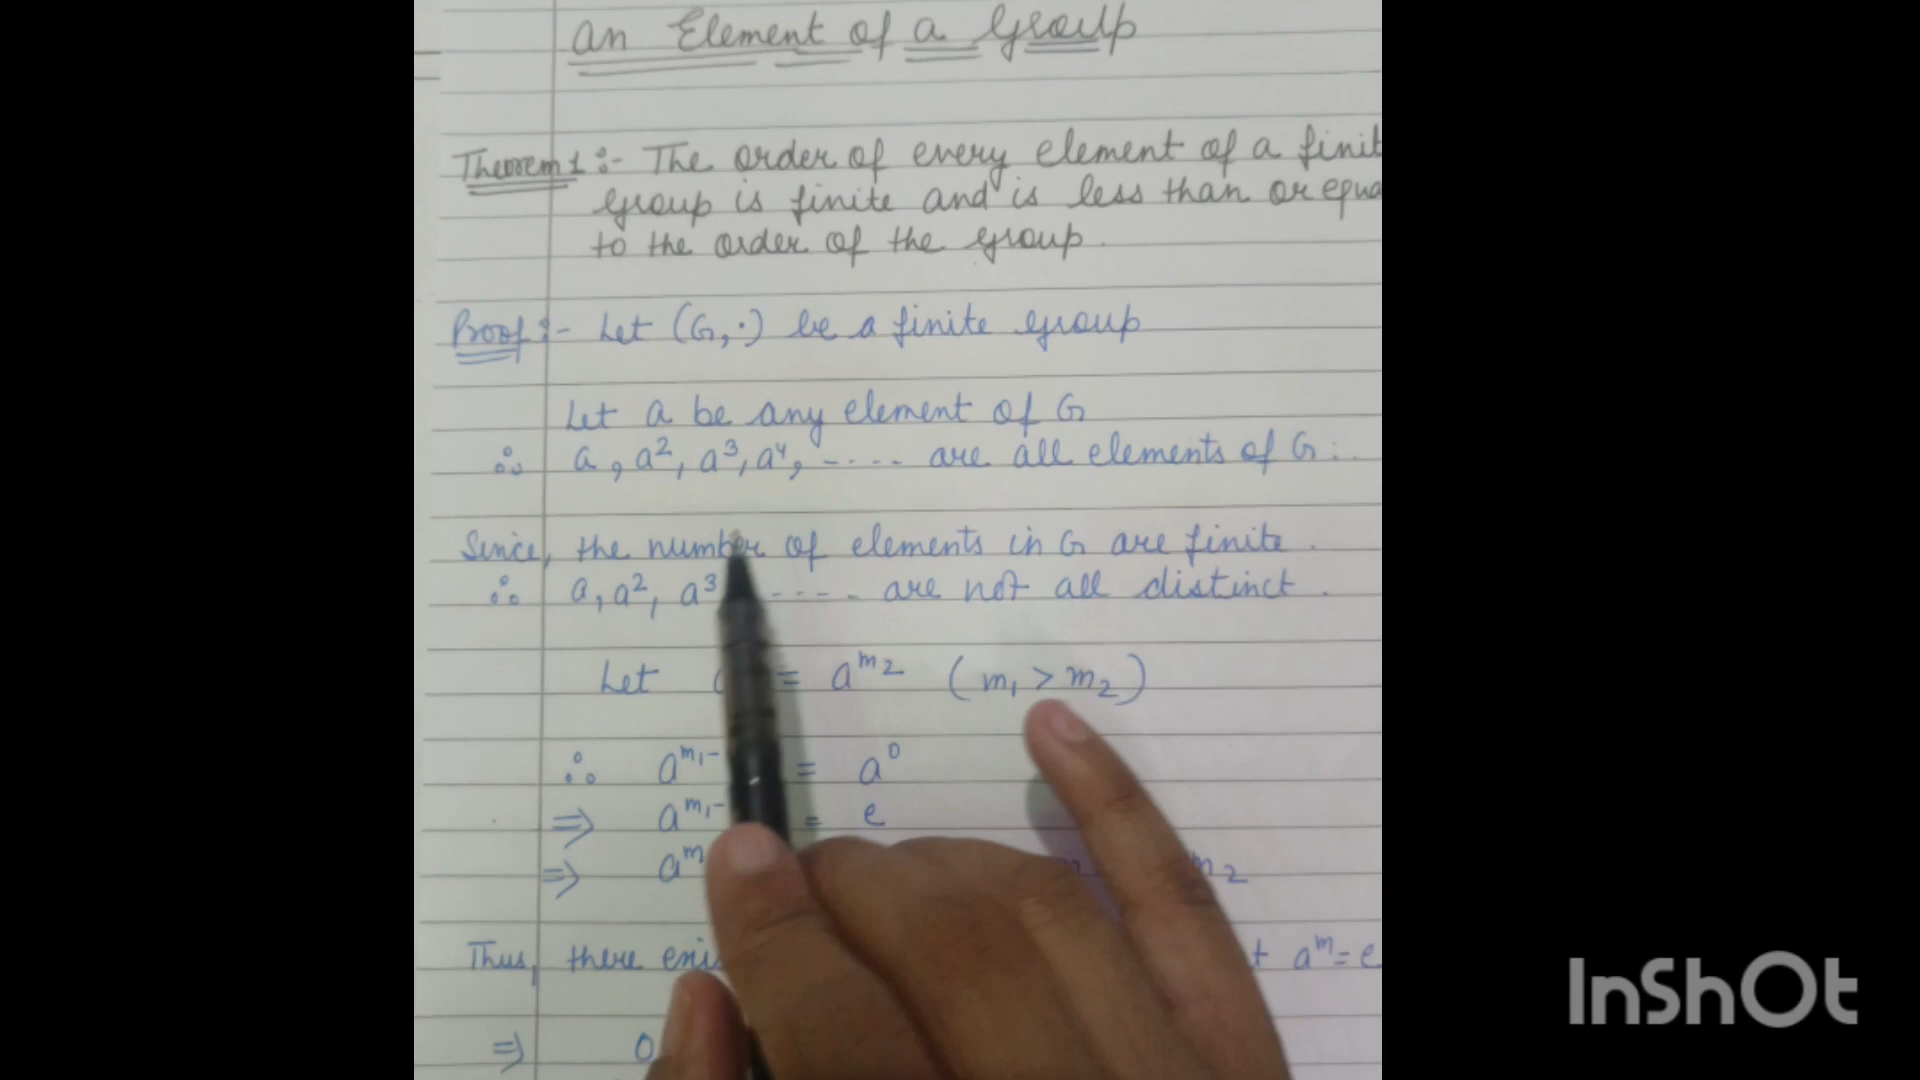 an Element of a Group
Theorem 1 :- The order of every element of a finit
group is finite and is less than or equa
to the order of the group.
Proof :- Let (G, ·) be a finite group
Let a be any element of G
∴ a, a², a³, a⁴, ---- are all elements of G.
Since, the number of elements in G are finite.
∴ a, a², a³ ---- are not all distinct.
Let = a^m2 (m₁ > m₂)
∴ a^m₁- = a⁰
⇒ a^m₁- = e
⇒ a^m m₂
Thus, there a^m = e
⇒ O
InShOt